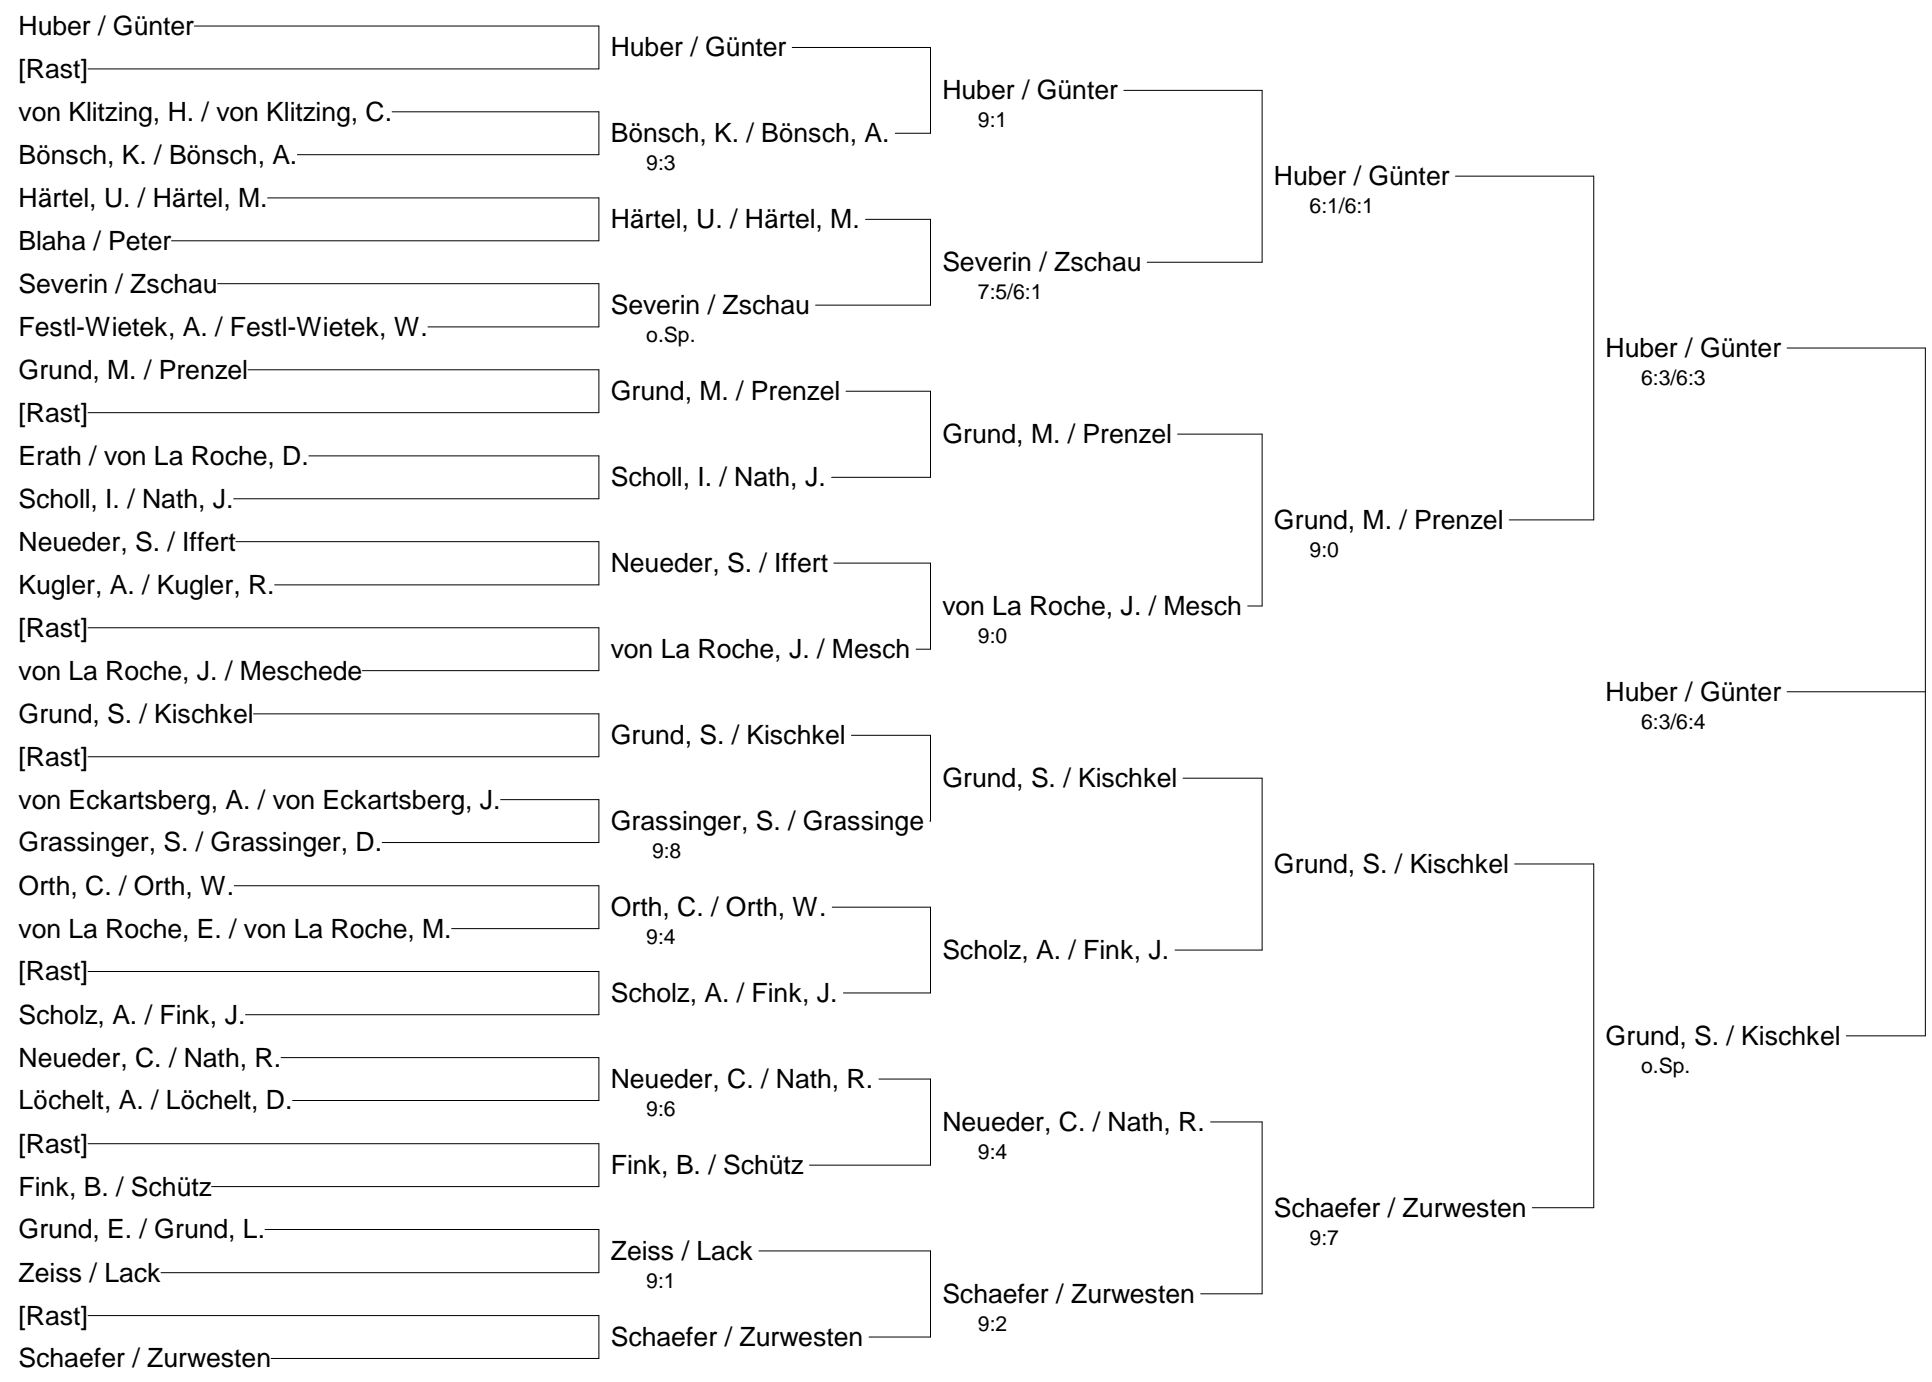 Huber / Günter
[Rast]
von Klitzing, H. / von Klitzing, C.
Bönsch, K. / Bönsch, A.
Härtel, U. / Härtel, M.
Blaha / Peter
Severin / Zschau
Festl-Wietek, A. / Festl-Wietek, W.
Grund, M. / Prenzel
[Rast]
Erath / von La Roche, D.
Scholl, I. / Nath, J.
Neueder, S. / Iffert
Kugler, A. / Kugler, R.
[Rast]
von La Roche, J. / Meschede
Grund, S. / Kischkel
[Rast]
von Eckartsberg, A. / von Eckartsberg, J.
Grassinger, S. / Grassinger, D.
Orth, C. / Orth, W.
von La Roche, E. / von La Roche, M.
[Rast]
Scholz, A. / Fink, J.
Neueder, C. / Nath, R.
Löchelt, A. / Löchelt, D.
[Rast]
Fink, B. / Schütz
Grund, E. / Grund, L.
Zeiss / Lack
[Rast]
Schaefer / Zurwesten
Huber / Günter
Bönsch, K. / Bönsch, A.
9:3
Härtel, U. / Härtel, M.
Severin / Zschau
o.Sp.
Grund, M. / Prenzel
Scholl, I. / Nath, J.
Neueder, S. / Iffert
von La Roche, J. / Mesch
Grund, S. / Kischkel
Grassinger, S. / Grassinge
9:8
Orth, C. / Orth, W.
9:4
Scholz, A. / Fink, J.
Neueder, C. / Nath, R.
9:6
Fink, B. / Schütz
Zeiss / Lack
9:1
Schaefer / Zurwesten
Huber / Günter
9:1
Severin / Zschau
7:5/6:1
Grund, M. / Prenzel
von La Roche, J. / Mesch
9:0
Grund, S. / Kischkel
Scholz, A. / Fink, J.
Neueder, C. / Nath, R.
9:4
Schaefer / Zurwesten
9:2
Huber / Günter
6:1/6:1
Grund, M. / Prenzel
9:0
Grund, S. / Kischkel
Schaefer / Zurwesten
9:7
Huber / Günter
6:3/6:3
Huber / Günter
6:3/6:4
Grund, S. / Kischkel
o.Sp.